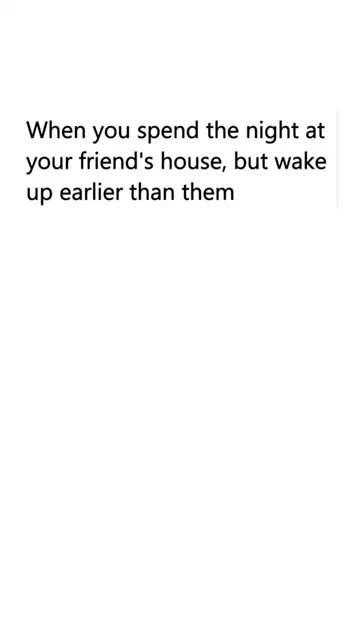 When you spend the night at
your friend's house, but wake
up earlier than them